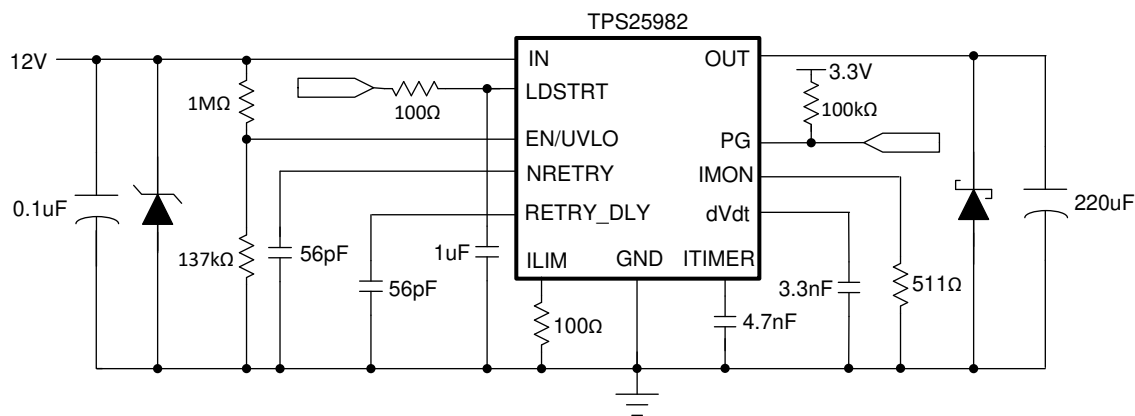 TPS25982
12V
IN
OUT
LDSTRT
3.3V
1MΩ
100Ω
100kΩ
EN/UVLO
PG
NRETRY
IMON
0.1uF
RETRY_DLY
dVdt
220uF
137kΩ
56pF
1uF
ILIM
GND
ITIMER
56pF
3.3nF
511Ω
100Ω
4.7nF